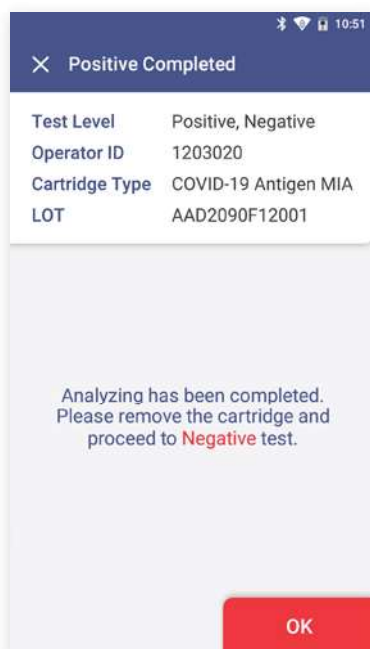 10:51
Positive Completed
Test Level Positive, Negative
Operator ID 1203020
Cartridge Type COVID-19 Antigen MIA
LOT AAD2090F12001
Analyzing has been completed.
Please remove the cartridge and
proceed to Negative test.
OK